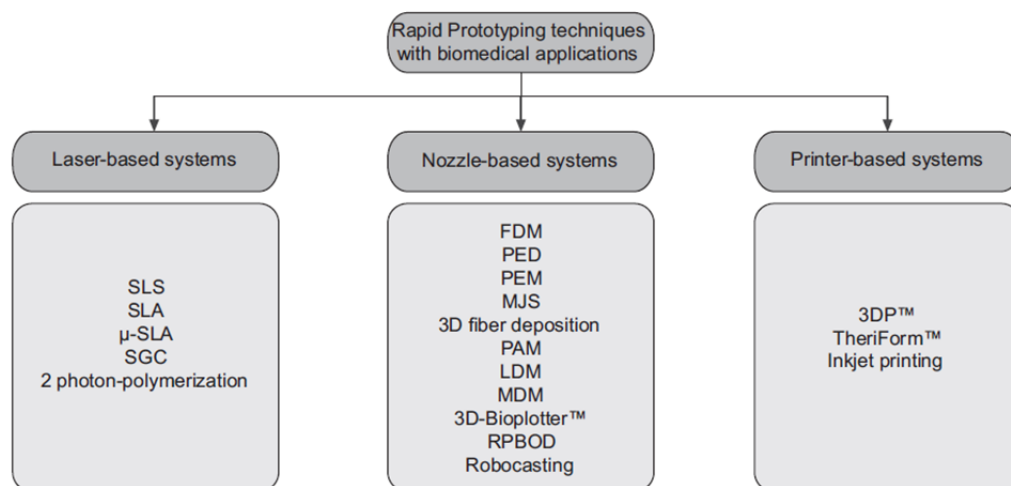 Rapid Prototyping techniques
with biomedical applications
Laser-based systems
Nozzle-based systems
Printer-based systems
SLS
SLA
µ-SLA
SGC
2 photon-polymerization
FDM
PED
PEM
MJS
3D fiber deposition
PAM
LDM
MDM
3D-Bioplotter™
RPBOD
Robocasting
3DP™
TheriForm™
Inkjet printing